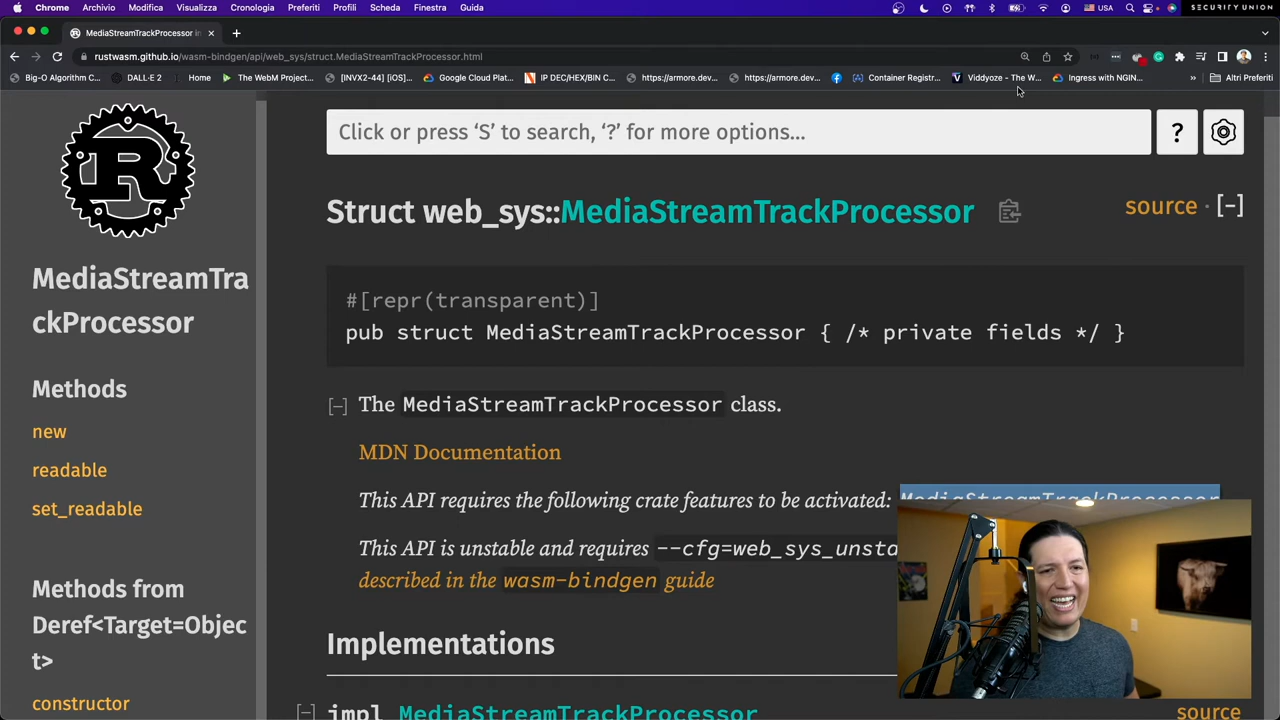 Chrome Archivio Modifica Visualizza Cronologia Preferiti Profili Scheda Finestra Guida USA SECURITY UNION
MediaStreamTrackProcessor in
rustwasm.github.io/wasm-bindgen/api/web_sys/struct.MediaStreamTrackProcessor.html
Big-O Algorithm C... DALL·E 2 Home The WebM Project... [INVX2-44] [iOS]... Google Cloud Plat... IP DEC/HEX/BIN C... https://armore.dev... https://armore.dev... Container Registr... Viddyoze - The W... Ingress with NGIN... » Altri Preferiti
Click or press ‘S’ to search, ‘?’ for more options...
?
Struct web_sys::MediaStreamTrackProcessor
source · [−]
#[repr(transparent)]
pub struct MediaStreamTrackProcessor { /* private fields */ }
[−] The MediaStreamTrackProcessor class.
MDN Documentation
This API requires the following crate features to be activated: MediaStreamTrackProcessor
This API is unstable and requires --cfg=web_sys_unsta
described in the wasm-bindgen guide
Implementations
[−] impl MediaStreamTrackProcessor
source
MediaStreamTra
ckProcessor
Methods
new
readable
set_readable
Methods from
Deref<Target=Objec
t>
constructor